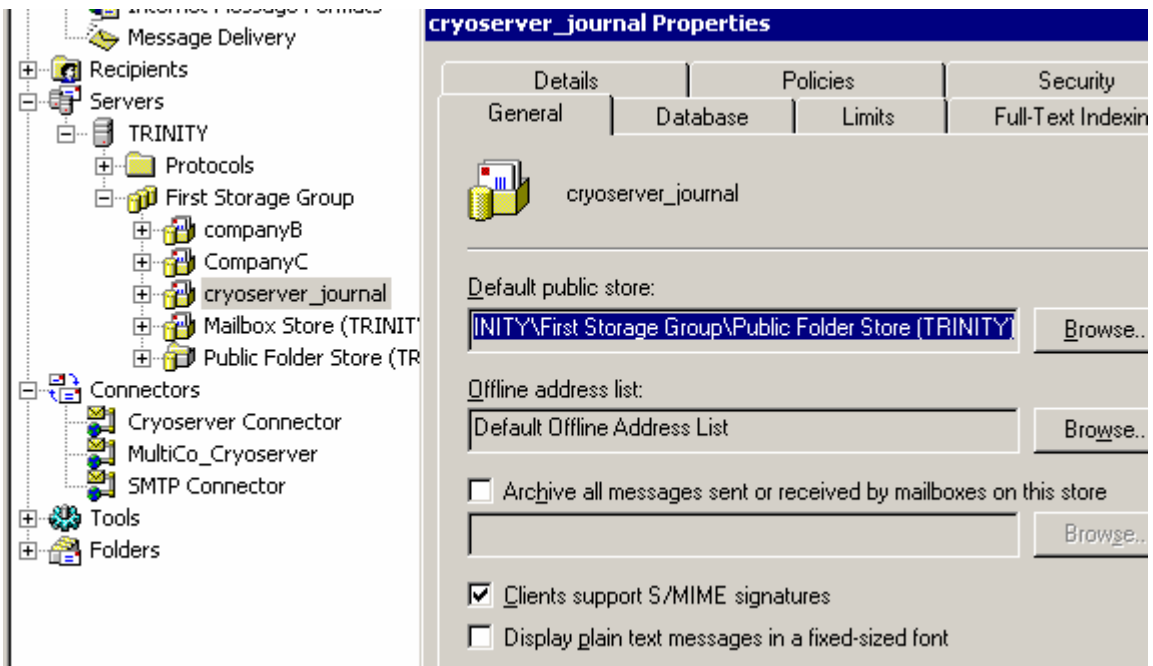 Internet Message Formats
Message Delivery
Recipients
Servers
TRINITY
Protocols
First Storage Group
companyB
CompanyC
cryoserver_journal
Mailbox Store (TRINIT
Public Folder Store (TR
Connectors
Cryoserver Connector
MultiCo_Cryoserver
SMTP Connector
Tools
Folders
cryoserver_journal Properties
Details Policies Security
General Database Limits Full-Text Indexin
cryoserver_journal
Default public store:
INITY\First Storage Group\Public Folder Store (TRINITY)
Browse..
Offline address list:
Default Offline Address List
Browse..
Archive all messages sent or received by mailboxes on this store
Browse..
Clients support S/MIME signatures
Display plain text messages in a fixed-sized font